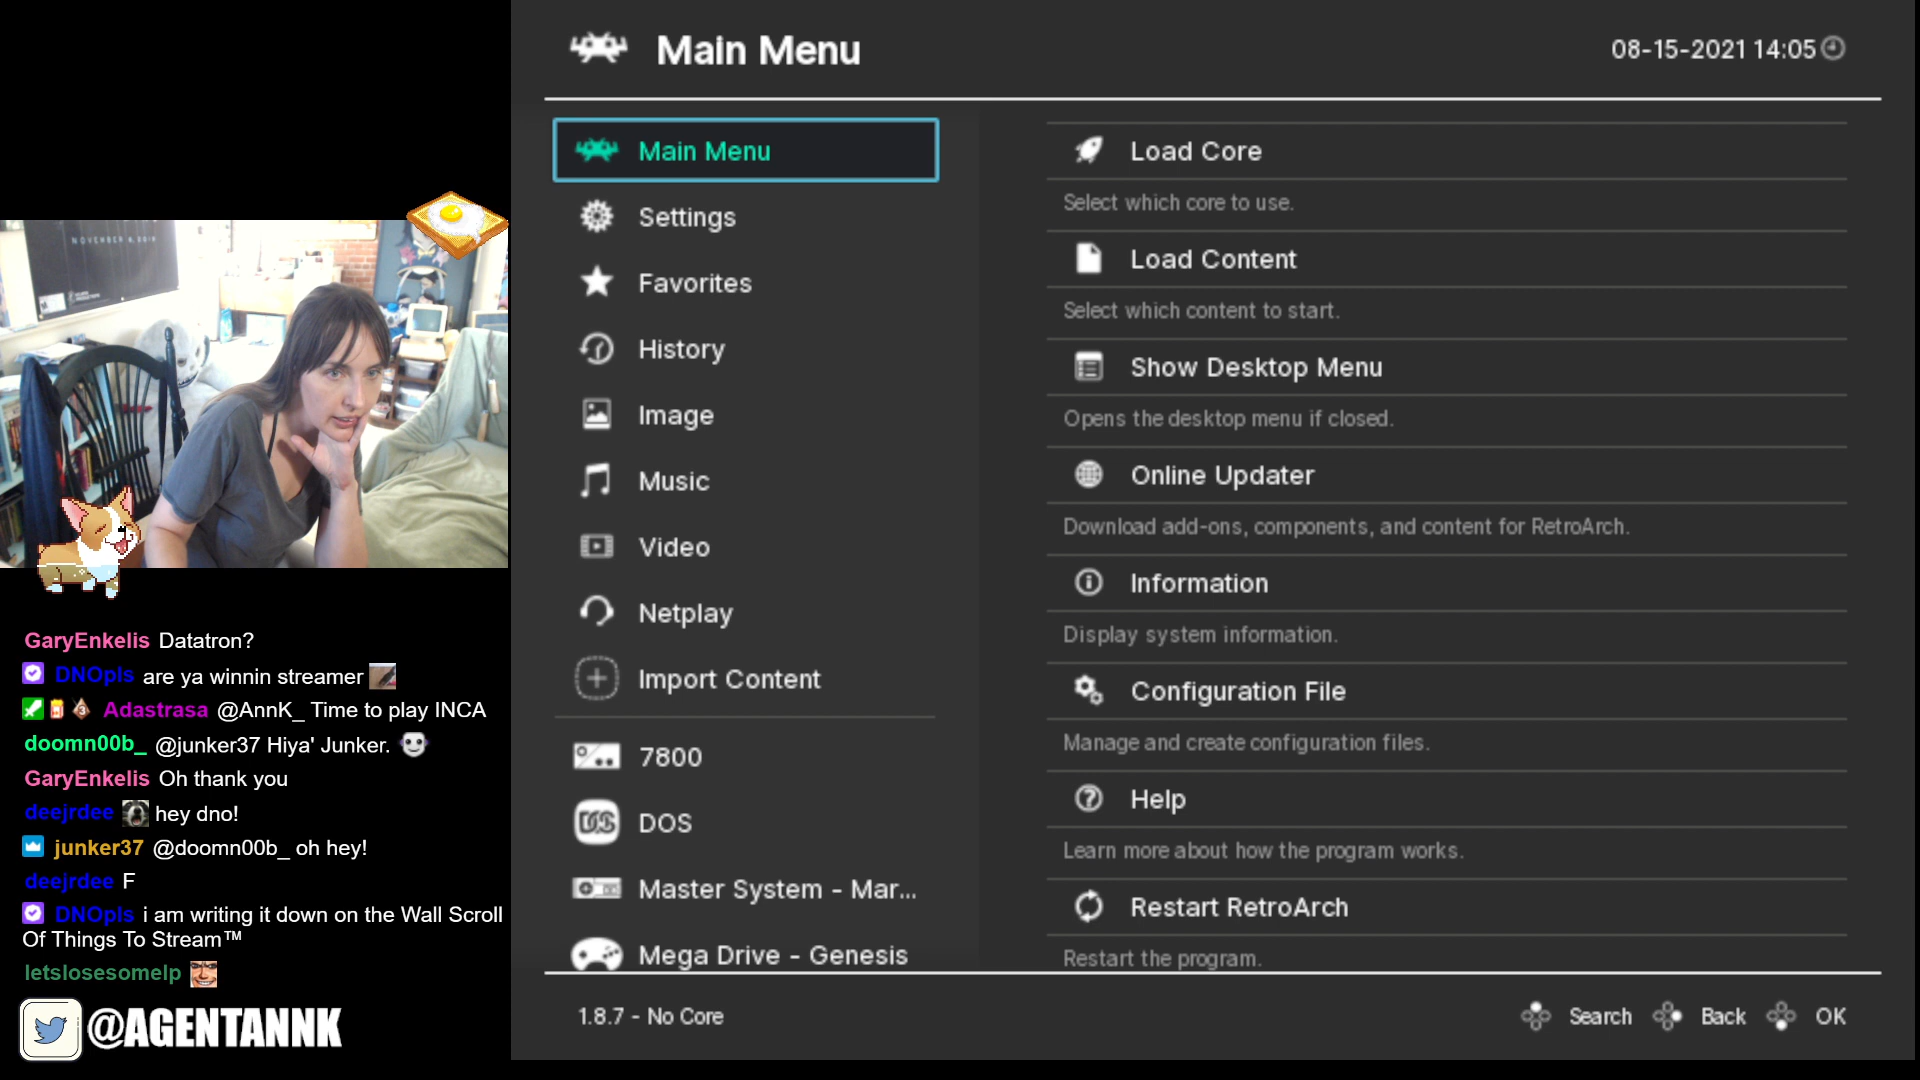 Main Menu
08-15-2021 14:05
Main Menu
Settings
Favorites
History
Image
Music
Video
Netplay
Import Content
7800
DOS
Master System - Mar...
Mega Drive - Genesis
Load Core
Select which core to use.
Load Content
Select which content to start.
Show Desktop Menu
Opens the desktop menu if closed.
Online Updater
Download add-ons, components, and content for RetroArch.
Information
Display system information.
Configuration File
Manage and create configuration files.
Help
Learn more about how the program works.
Restart RetroArch
Restart the program.
1.8.7 - No Core
Search Back OK
GaryEnkelis Datatron?
DNOpls are ya winnin streamer
Adastrasa @AnnK_ Time to play INCA
doomn00b_ @junker37 Hiya' Junker.
GaryEnkelis Oh thank you
deejrdee hey dno!
junker37 @doomn00b_ oh hey!
deejrdee F
DNOpls i am writing it down on the Wall Scroll
Of Things To Stream™
letslosesomelp
@AGENTANNK